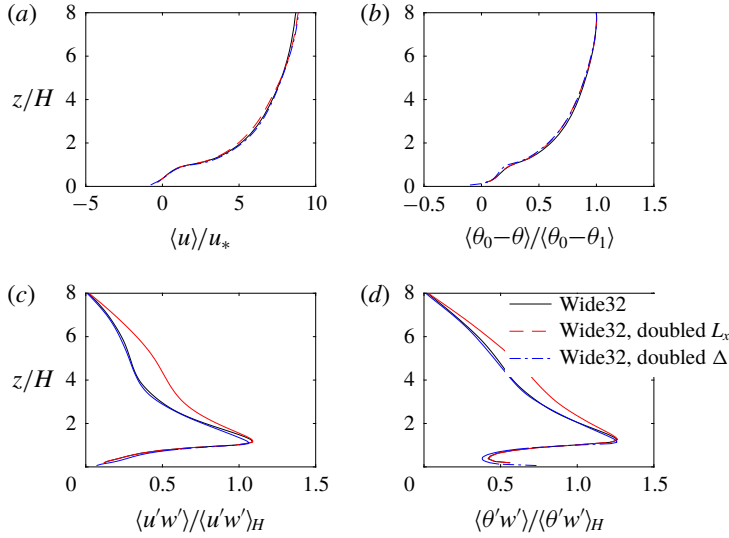 (a) (b)
8 8
6 6
z/H
4 4
2 2
0 0
−5 0 5 10 −0.5 0 0.5 1.0 1.5
⟨u⟩/u* ⟨θ0−θ⟩/⟨θ0−θ1⟩
(c) (d)
8 8
Wide32
Wide32, doubled Lx
Wide32, doubled Δ
6 6
z/H
4 4
2 2
0 0.5 1.0 1.5 0 0.5 1.0 1.5
⟨u′w′⟩/⟨u′w′⟩H ⟨θ′w′⟩/⟨θ′w′⟩H